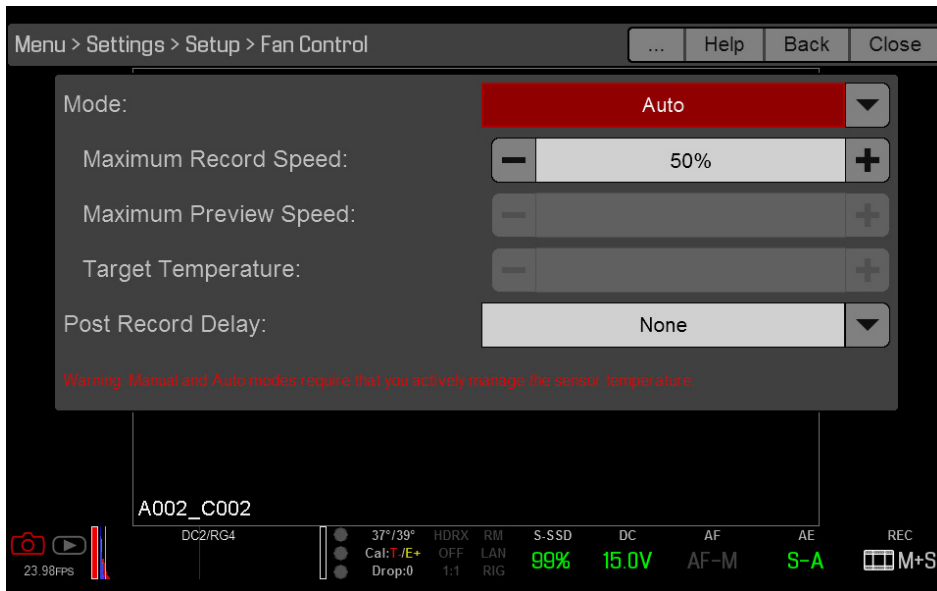 Menu > Settings > Setup > Fan Control ... Help Back Close
Mode: Auto
Maximum Record Speed: 50%
Maximum Preview Speed:
Target Temperature:
Post Record Delay: None
Warning: Manual and Auto modes require that you actively manage the sensor temperature.
A002_C002
DC2/RG4 37°/39° HDRX RM S-SSD DC AF AE REC
Cal:T-/E+ OFF LAN 99% 15.0V AF-M S-A M+S
23.98FPS Drop:0 1:1 RIG